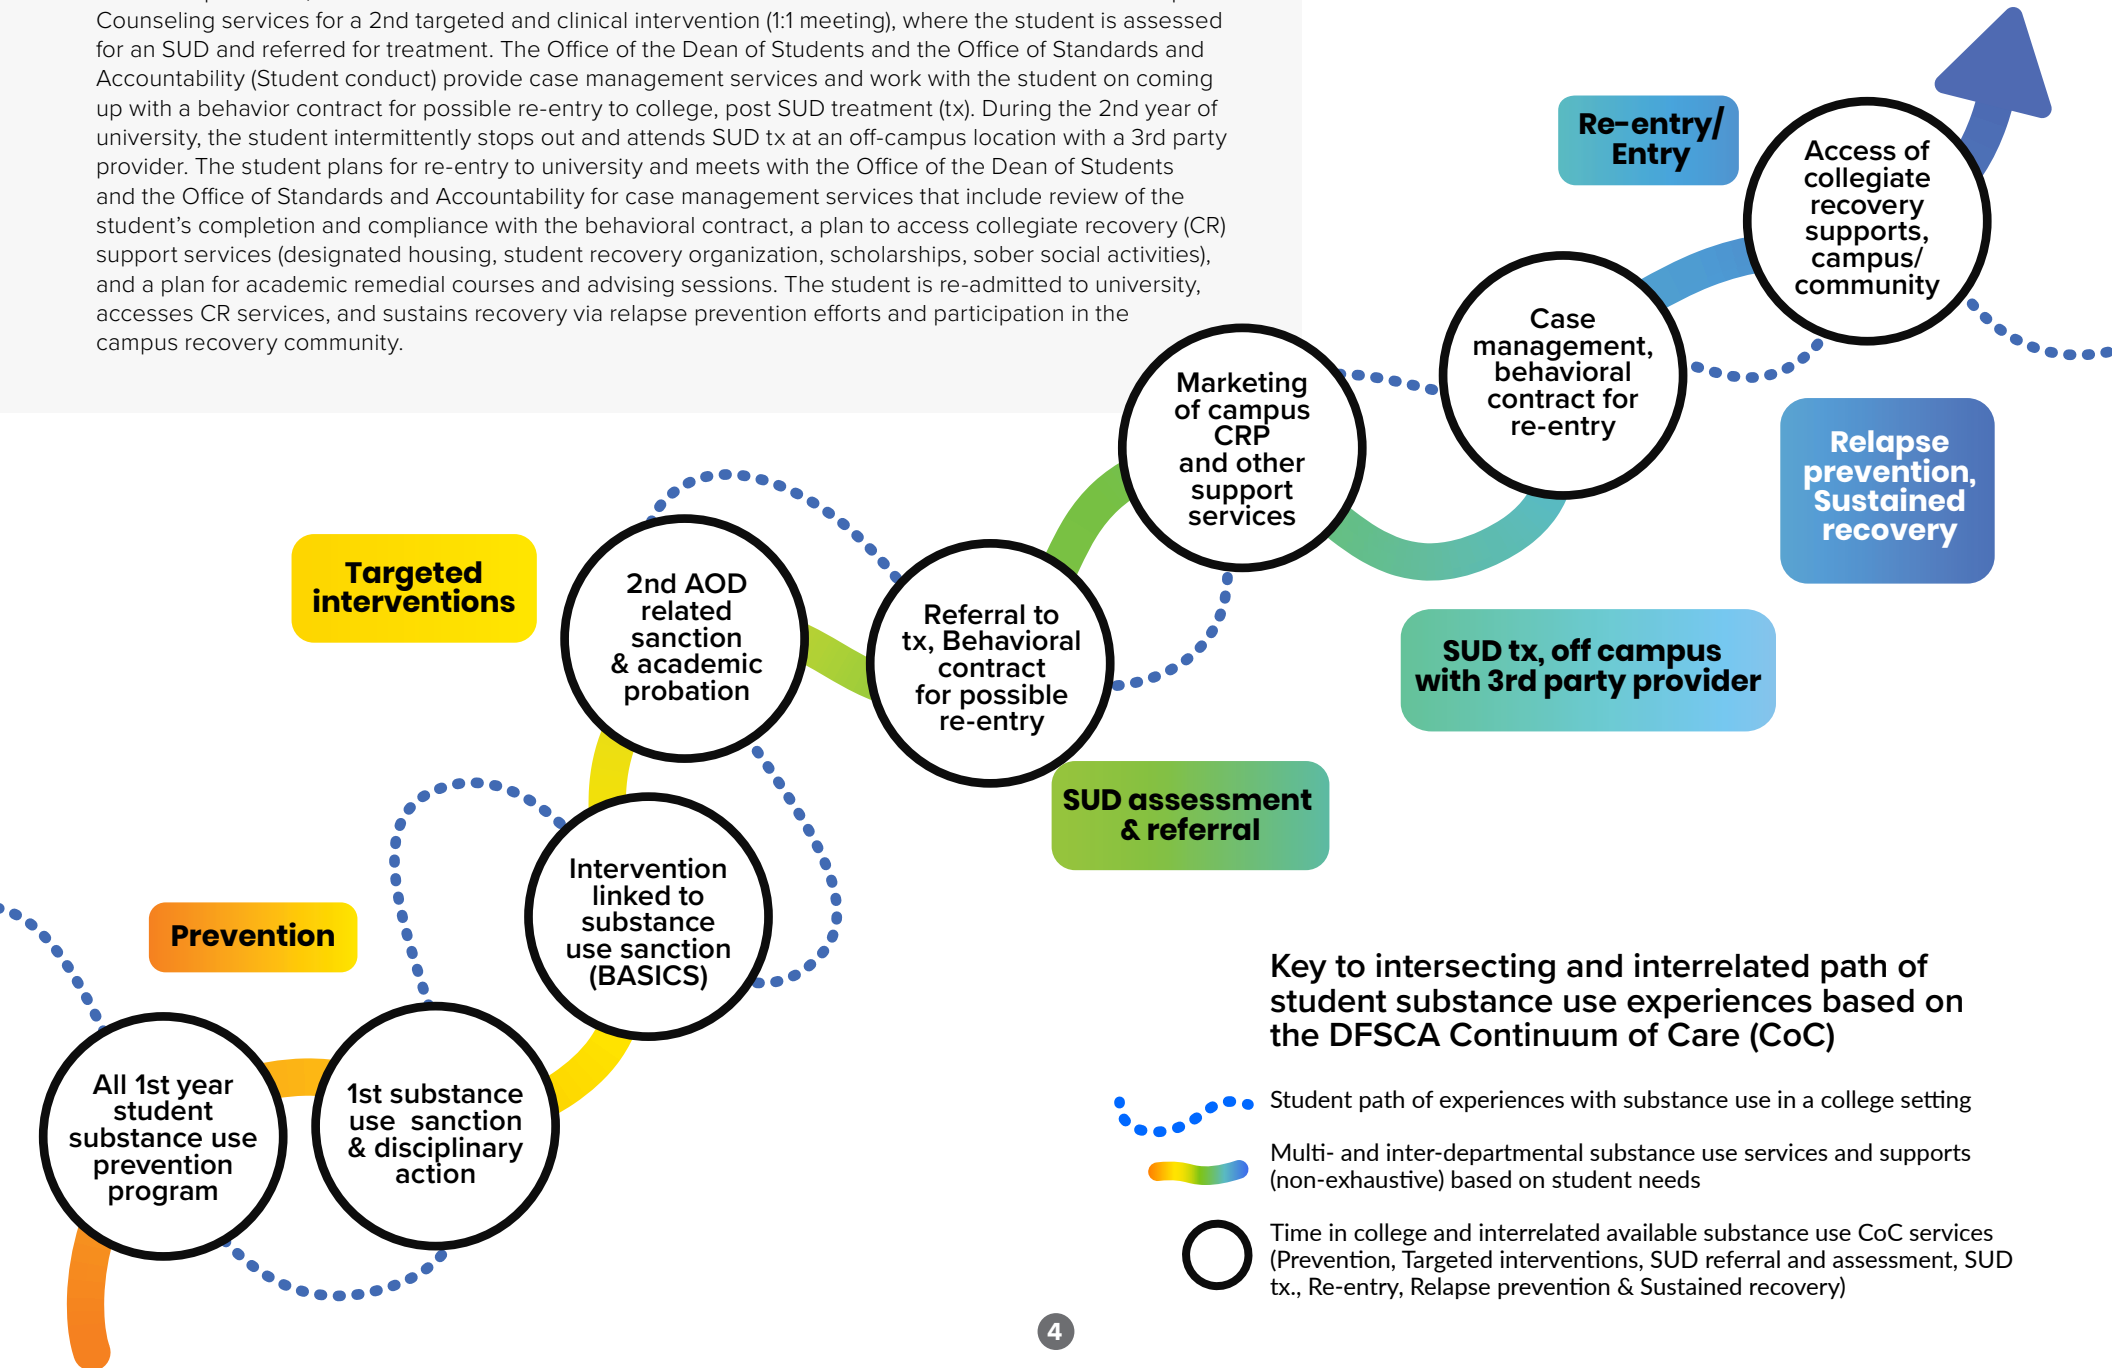 Counseling services for a 2nd targeted and clinical intervention (1:1 meeting), where the student is assessed
for an SUD and referred for treatment. The Office of the Dean of Students and the Office of Standards and
Accountability (Student conduct) provide case management services and work with the student on coming
up with a behavior contract for possible re-entry to college, post SUD treatment (tx). During the 2nd year of
university, the student intermittently stops out and attends SUD tx at an off-campus location with a 3rd party
provider. The student plans for re-entry to university and meets with the Office of the Dean of Students
and the Office of Standards and Accountability for case management services that include review of the
student’s completion and compliance with the behavioral contract, a plan to access collegiate recovery (CR)
support services (designated housing, student recovery organization, scholarships, sober social activities),
and a plan for academic remedial courses and advising sessions. The student is re-admitted to university,
accesses CR services, and sustains recovery via relapse prevention efforts and participation in the
campus recovery community.
Re-entry/
Entry
Access of
collegiate
recovery
supports,
campus/
community
Case
management,
behavioral
contract for
re-entry
Marketing
of campus
CRP
and other
support
services
Relapse
prevention,
Sustained
recovery
Targeted
interventions
2nd AOD
related
sanction
& academic
probation
Referral to
tx, Behavioral
contract
for possible
re-entry
SUD tx, off campus
with 3rd party provider
SUD assessment
& referral
Intervention
linked to
substance
use sanction
(BASICS)
Prevention
All 1st year
student
substance use
prevention
program
1st substance
use  sanction
& disciplinary
action
Key to intersecting and interrelated path of
student substance use experiences based on
the DFSCA Continuum of Care (CoC)
Student path of experiences with substance use in a college setting
Multi- and inter-departmental substance use services and supports
(non-exhaustive) based on student needs
Time in college and interrelated available substance use CoC services
(Prevention, Targeted interventions, SUD referral and assessment, SUD
tx., Re-entry, Relapse prevention & Sustained recovery)
4